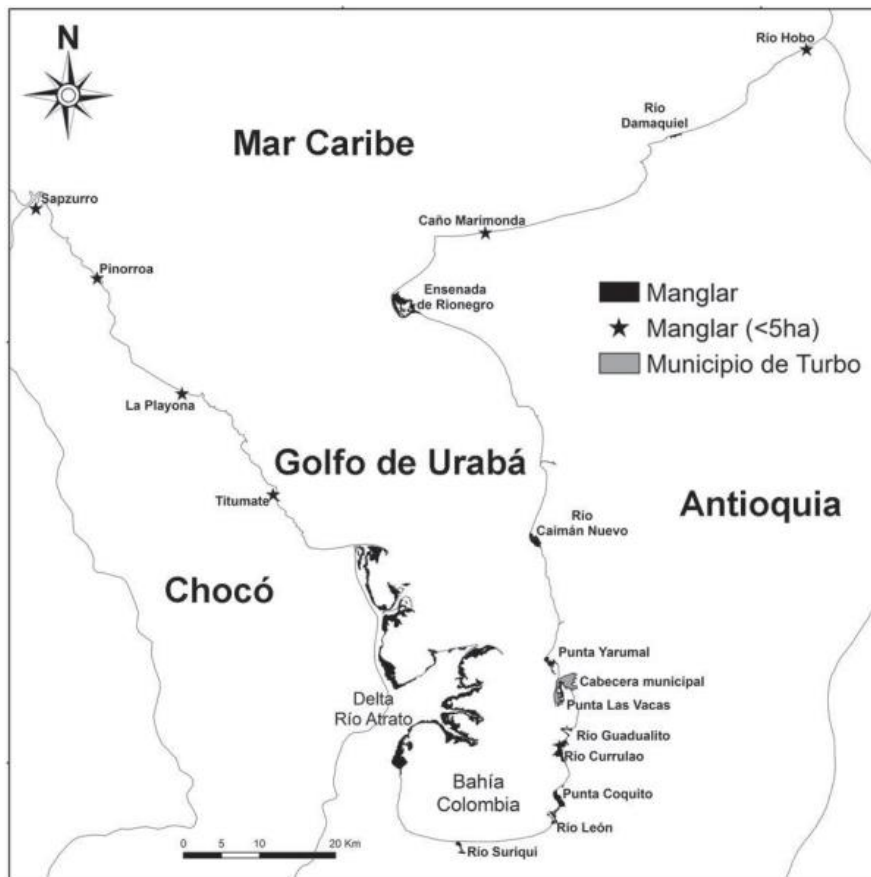 N
Río Hobo
Río
Damaquiel
Mar Caribe
Sapzurro
Caño Marimonda
Pinorroa
Ensenada
de Rionegro
Manglar
Manglar (<5ha)
Municipio de Turbo
La Playona
Golfo de Urabá
Titumate
Antioquia
Río
Caimán Nuevo
Chocó
Punta Yarumal
Cabecera municipal
Delta
Río Atrato
Punta Las Vacas
Río Guadualito
Río Currulao
Bahía
Colombia
Punta Coquito
Río León
0 5 10 20 Km
Río Suriqui